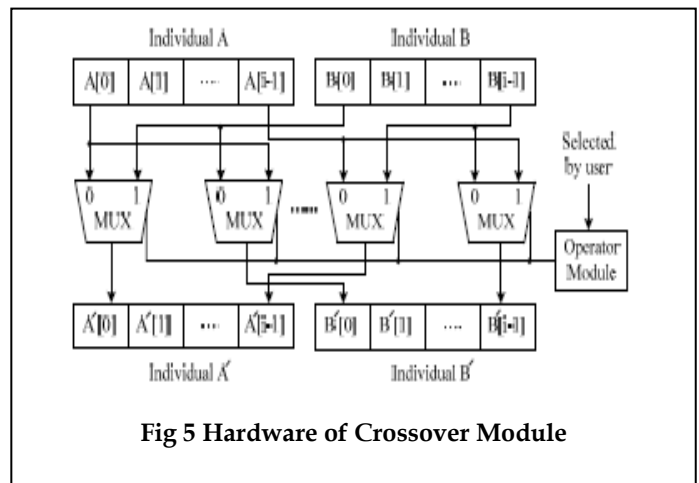 Individual A Individual B
A[0] A[1] ···· A[i-1] B[0] B[1] ···· B[i-1]
Selected
by user
0 1 0 1 0 1 0 1
MUX MUX ...... MUX MUX
Operator
Module
A´[0] A´[1] ···· A´[i-1] B´[0] B´[1] ···· B´[i-1]
Individual A´ Individual B´
Fig 5 Hardware of Crossover Module